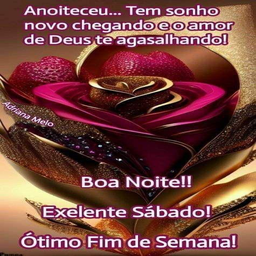 Anoiteceu... Tem sonho
novo chegando e o amor
de Deus te agasalhando!
Adriana Melo
Boa Noite!!
Exelente Sábado!
Ótimo Fim de Semana!